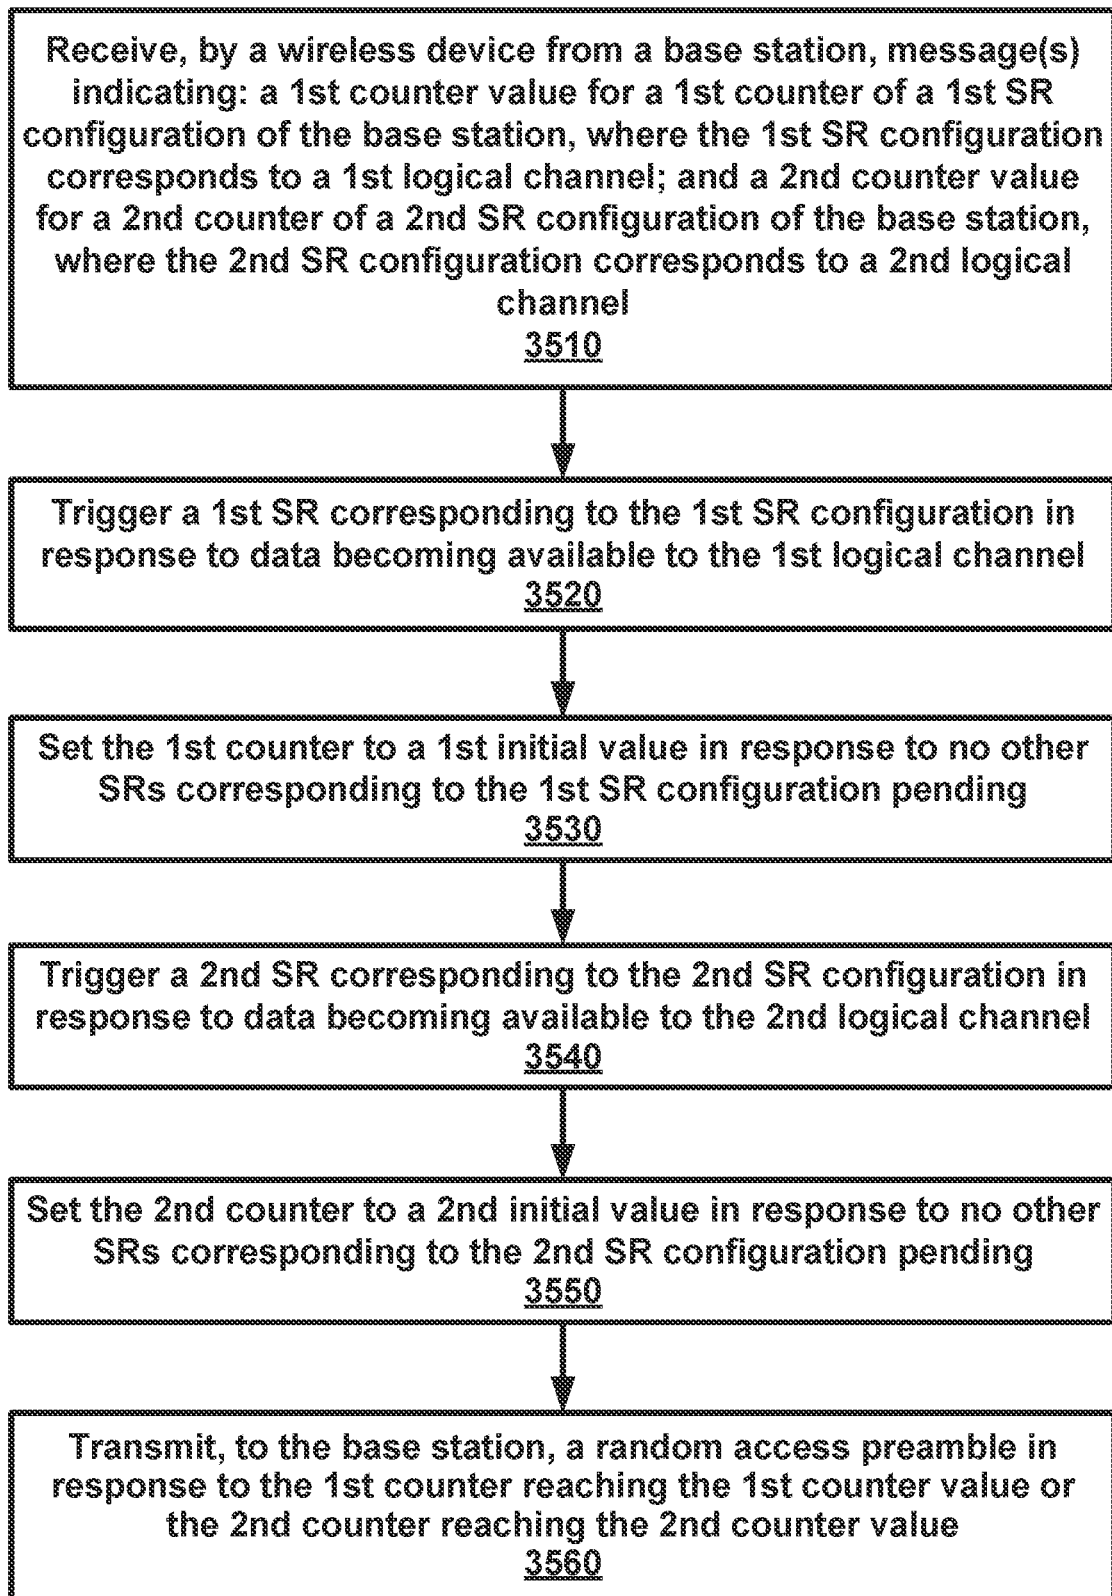 Receive, by a wireless device from a base station, message(s)
indicating: a 1st counter value for a 1st counter of a 1st SR
configuration of the base station, where the 1st SR configuration
corresponds to a 1st logical channel; and a 2nd counter value
for a 2nd counter of a 2nd SR configuration of the base station,
where the 2nd SR configuration corresponds to a 2nd logical
channel
3510
Trigger a 1st SR corresponding to the 1st SR configuration in
response to data becoming available to the 1st logical channel
3520
Set the 1st counter to a 1st initial value in response to no other
SRs corresponding to the 1st SR configuration pending
3530
Trigger a 2nd SR corresponding to the 2nd SR configuration in
response to data becoming available to the 2nd logical channel
3540
Set the 2nd counter to a 2nd initial value in response to no other
SRs corresponding to the 2nd SR configuration pending
3550
Transmit, to the base station, a random access preamble in
response to the 1st counter reaching the 1st counter value or
the 2nd counter reaching the 2nd counter value
3560